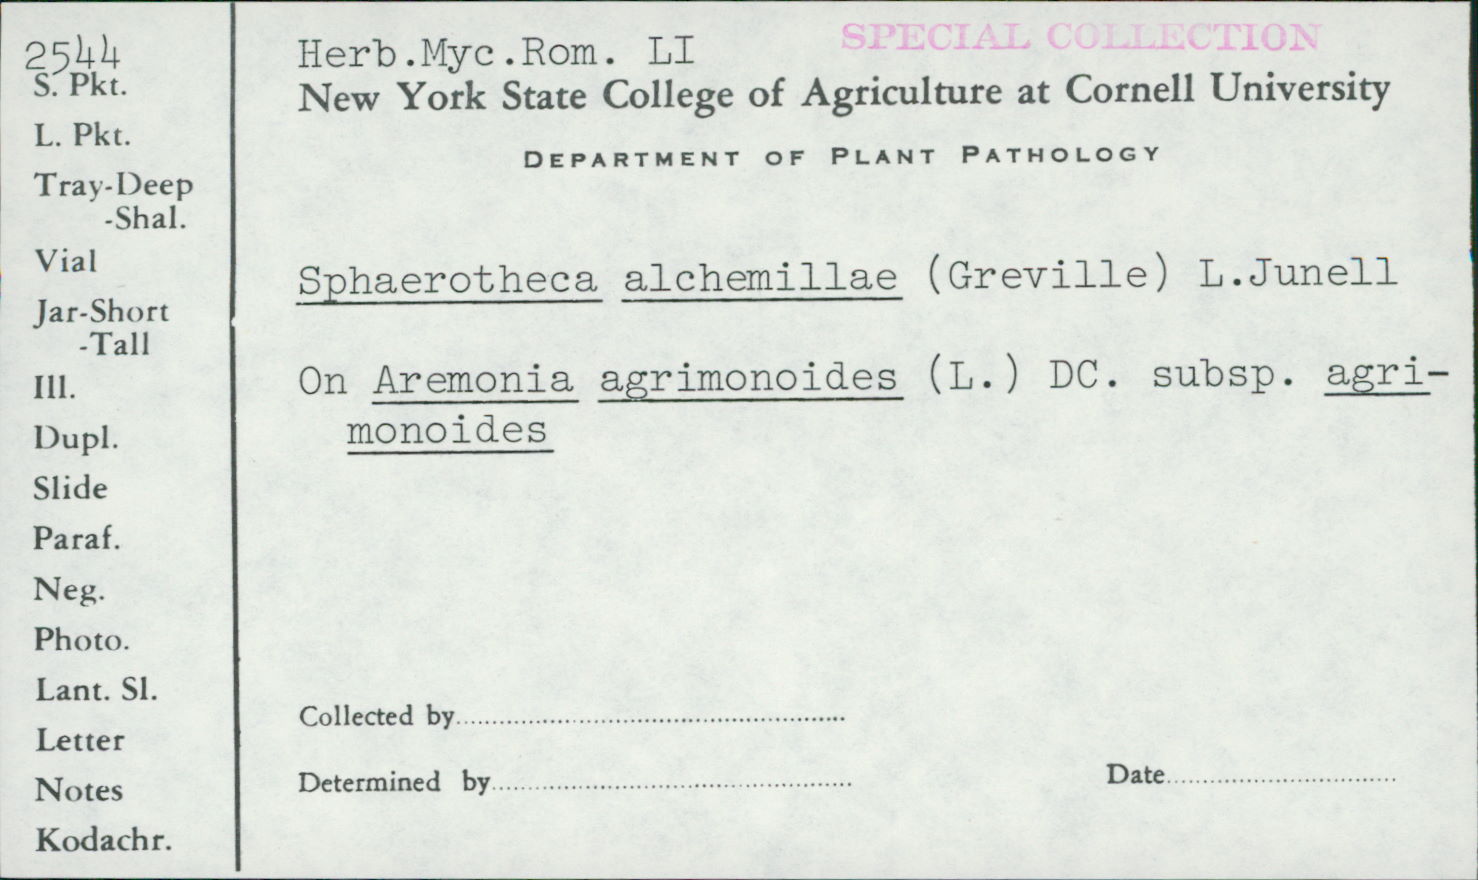 2544
S. Pkt.
L. Pkt.
Tray-Deep
-Shal.
Vial
Jar-Short
-Tall
Ill.
Dupl.
Slide
Paraf.
Neg.
Photo.
Lant. Sl.
Letter
Notes
Kodachr.
Herb.Myc.Rom. LI
SPECIAL COLLECTION
New York State College of Agriculture at Cornell University
DEPARTMENT OF PLANT PATHOLOGY
Sphaerotheca alchemillae (Greville) L.Junell
On Aremonia agrimonoides (L.) DC. subsp. agri-
monoides
Collected by
Determined by
Date